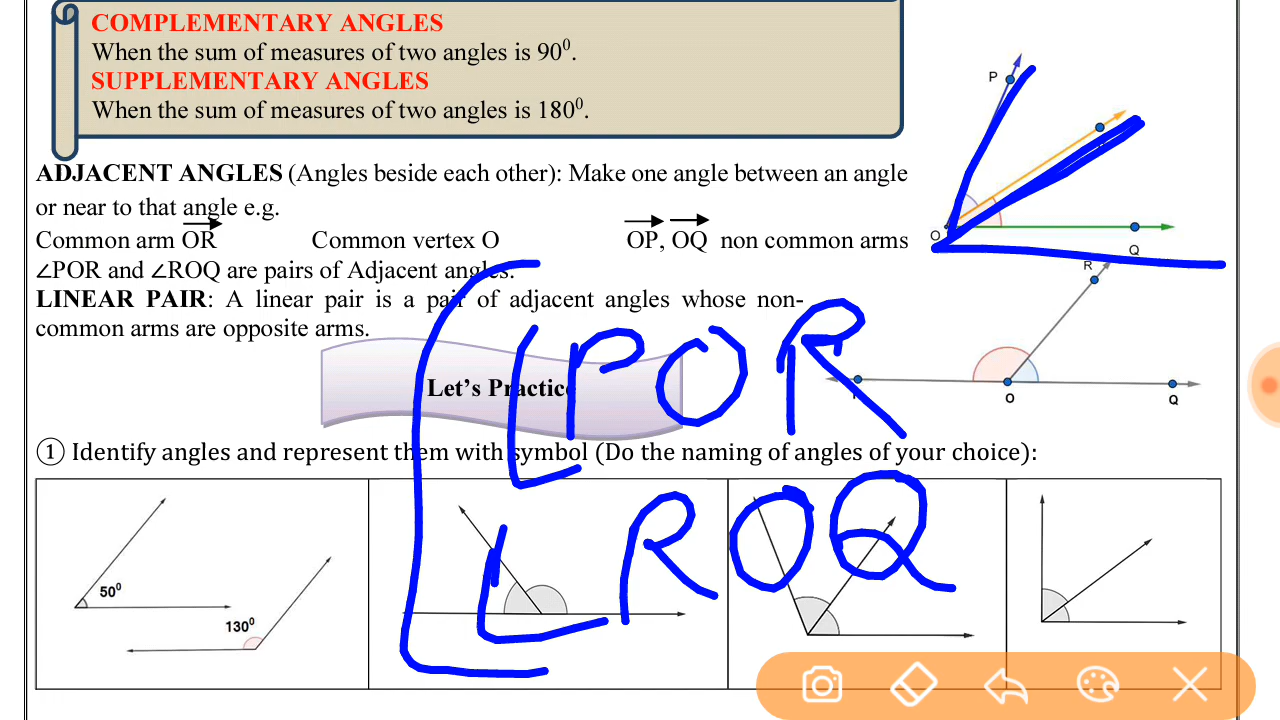 COMPLEMENTARY ANGLES
When the sum of measures of two angles is 90⁰.
SUPPLEMENTARY ANGLES
When the sum of measures of two angles is 180⁰.
P
O
Q
ADJACENT ANGLES (Angles beside each other): Make one angle between an angle
or near to that angle e.g.
Common arm OR Common vertex O OP, OQ non common arms
∠POR and ∠ROQ are pairs of Adjacent angles.
LINEAR PAIR: A linear pair is a pair of adjacent angles whose non-
common arms are opposite arms.
R
O
Q
Let's Practice
∠POR
① Identify angles and represent them with symbol (Do the naming of angles of your choice):
∠ROQ
50⁰
130⁰